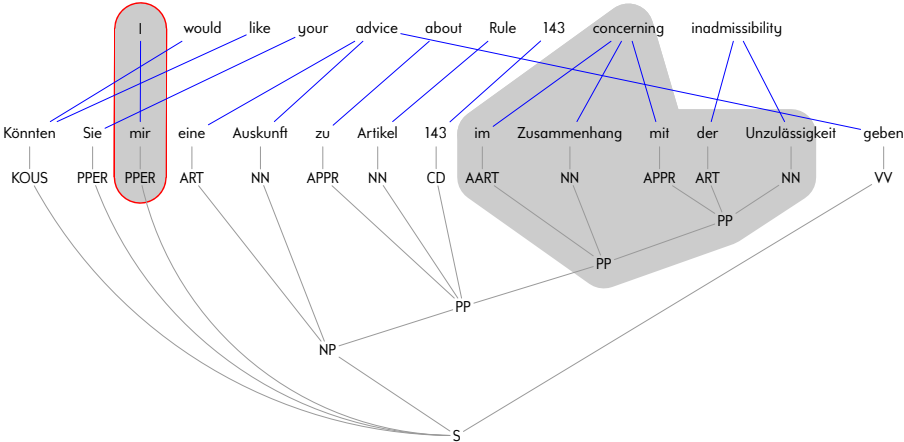 I would like your advice about Rule 143 concerning inadmissibility
Könnten Sie mir eine Auskunft zu Artikel 143 im Zusammenhang mit der Unzulässigkeit geben
KOUS PPER PPER ART NN APPR NN CD AART NN APPR ART NN VV
PP
PP
PP
NP
S